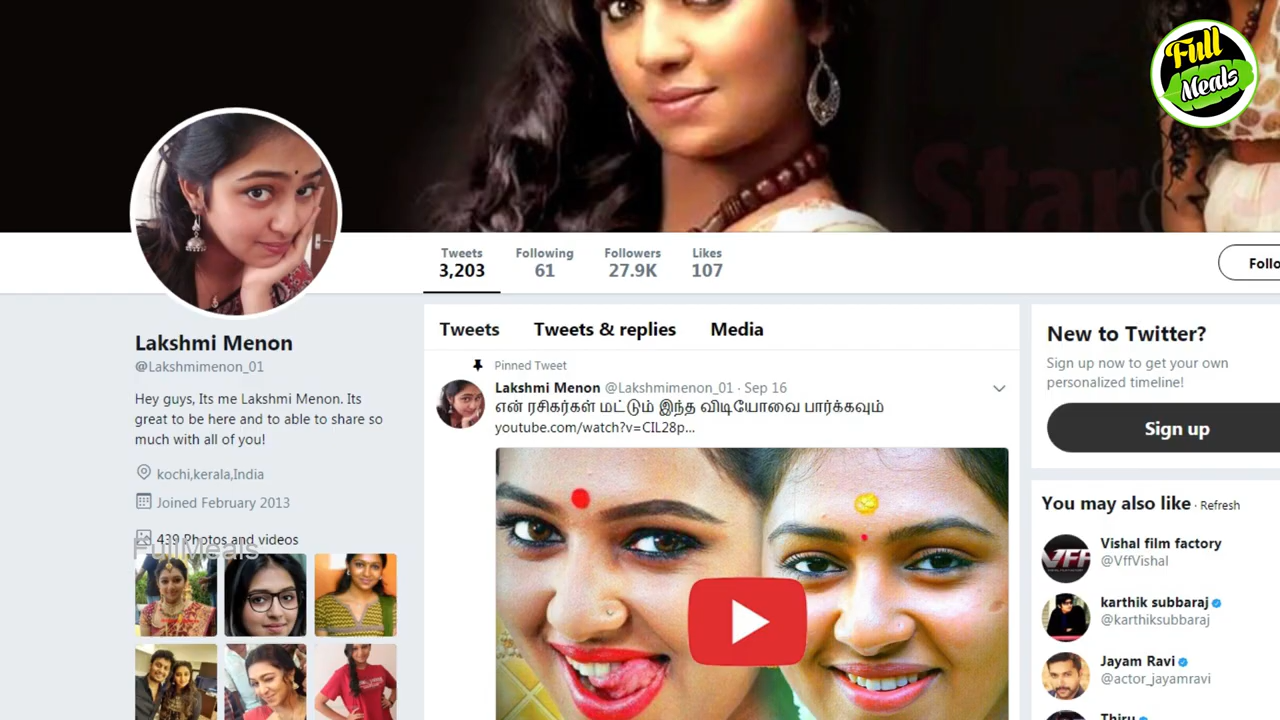 Full
Meals
Star
Tweets
3,203
Following
61
Followers
27.9K
Likes
107
Follo
Lakshmi Menon
@Lakshmimenon_01
Hey guys, Its me Lakshmi Menon. Its
great to be here and to able to share so
much with all of you!
kochi,kerala,India
Joined February 2013
439 Photos and videos
FullMeals
Tweets Tweets & replies Media
Pinned Tweet
Lakshmi Menon @Lakshmimenon_01 · Sep 16
என் ரசிகர்கள் மட்டும் இந்த விடியோவை பார்க்கவும்
youtube.com/watch?v=CIL28p...
New to Twitter?
Sign up now to get your own
personalized timeline!
Sign up
You may also like · Refresh
VFF
Vishal film factory
@VffVishal
karthik subbaraj
@karthiksubbaraj
Jayam Ravi
@actor_jayamravi
Thiru